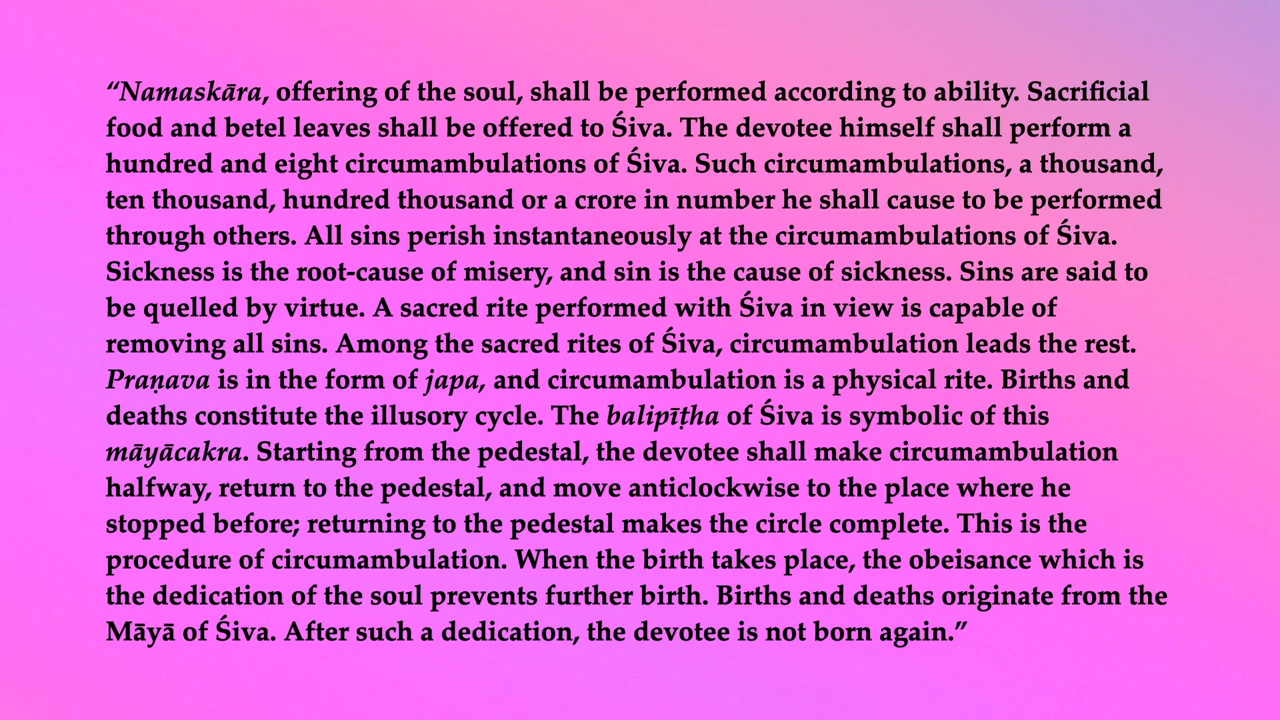 “Namaskāra, offering of the soul, shall be performed according to ability. Sacrificial
food and betel leaves shall be offered to Śiva. The devotee himself shall perform a
hundred and eight circumambulations of Śiva. Such circumambulations, a thousand,
ten thousand, hundred thousand or a crore in number he shall cause to be performed
through others. All sins perish instantaneously at the circumambulations of Śiva.
Sickness is the root-cause of misery, and sin is the cause of sickness. Sins are said to
be quelled by virtue. A sacred rite performed with Śiva in view is capable of
removing all sins. Among the sacred rites of Śiva, circumambulation leads the rest.
Praṇava is in the form of japa, and circumambulation is a physical rite. Births and
deaths constitute the illusory cycle. The balipīṭha of Śiva is symbolic of this
māyācakra. Starting from the pedestal, the devotee shall make circumambulation
halfway, return to the pedestal, and move anticlockwise to the place where he
stopped before; returning to the pedestal makes the circle complete. This is the
procedure of circumambulation. When the birth takes place, the obeisance which is
the dedication of the soul prevents further birth. Births and deaths originate from the
Māyā of Śiva. After such a dedication, the devotee is not born again.”